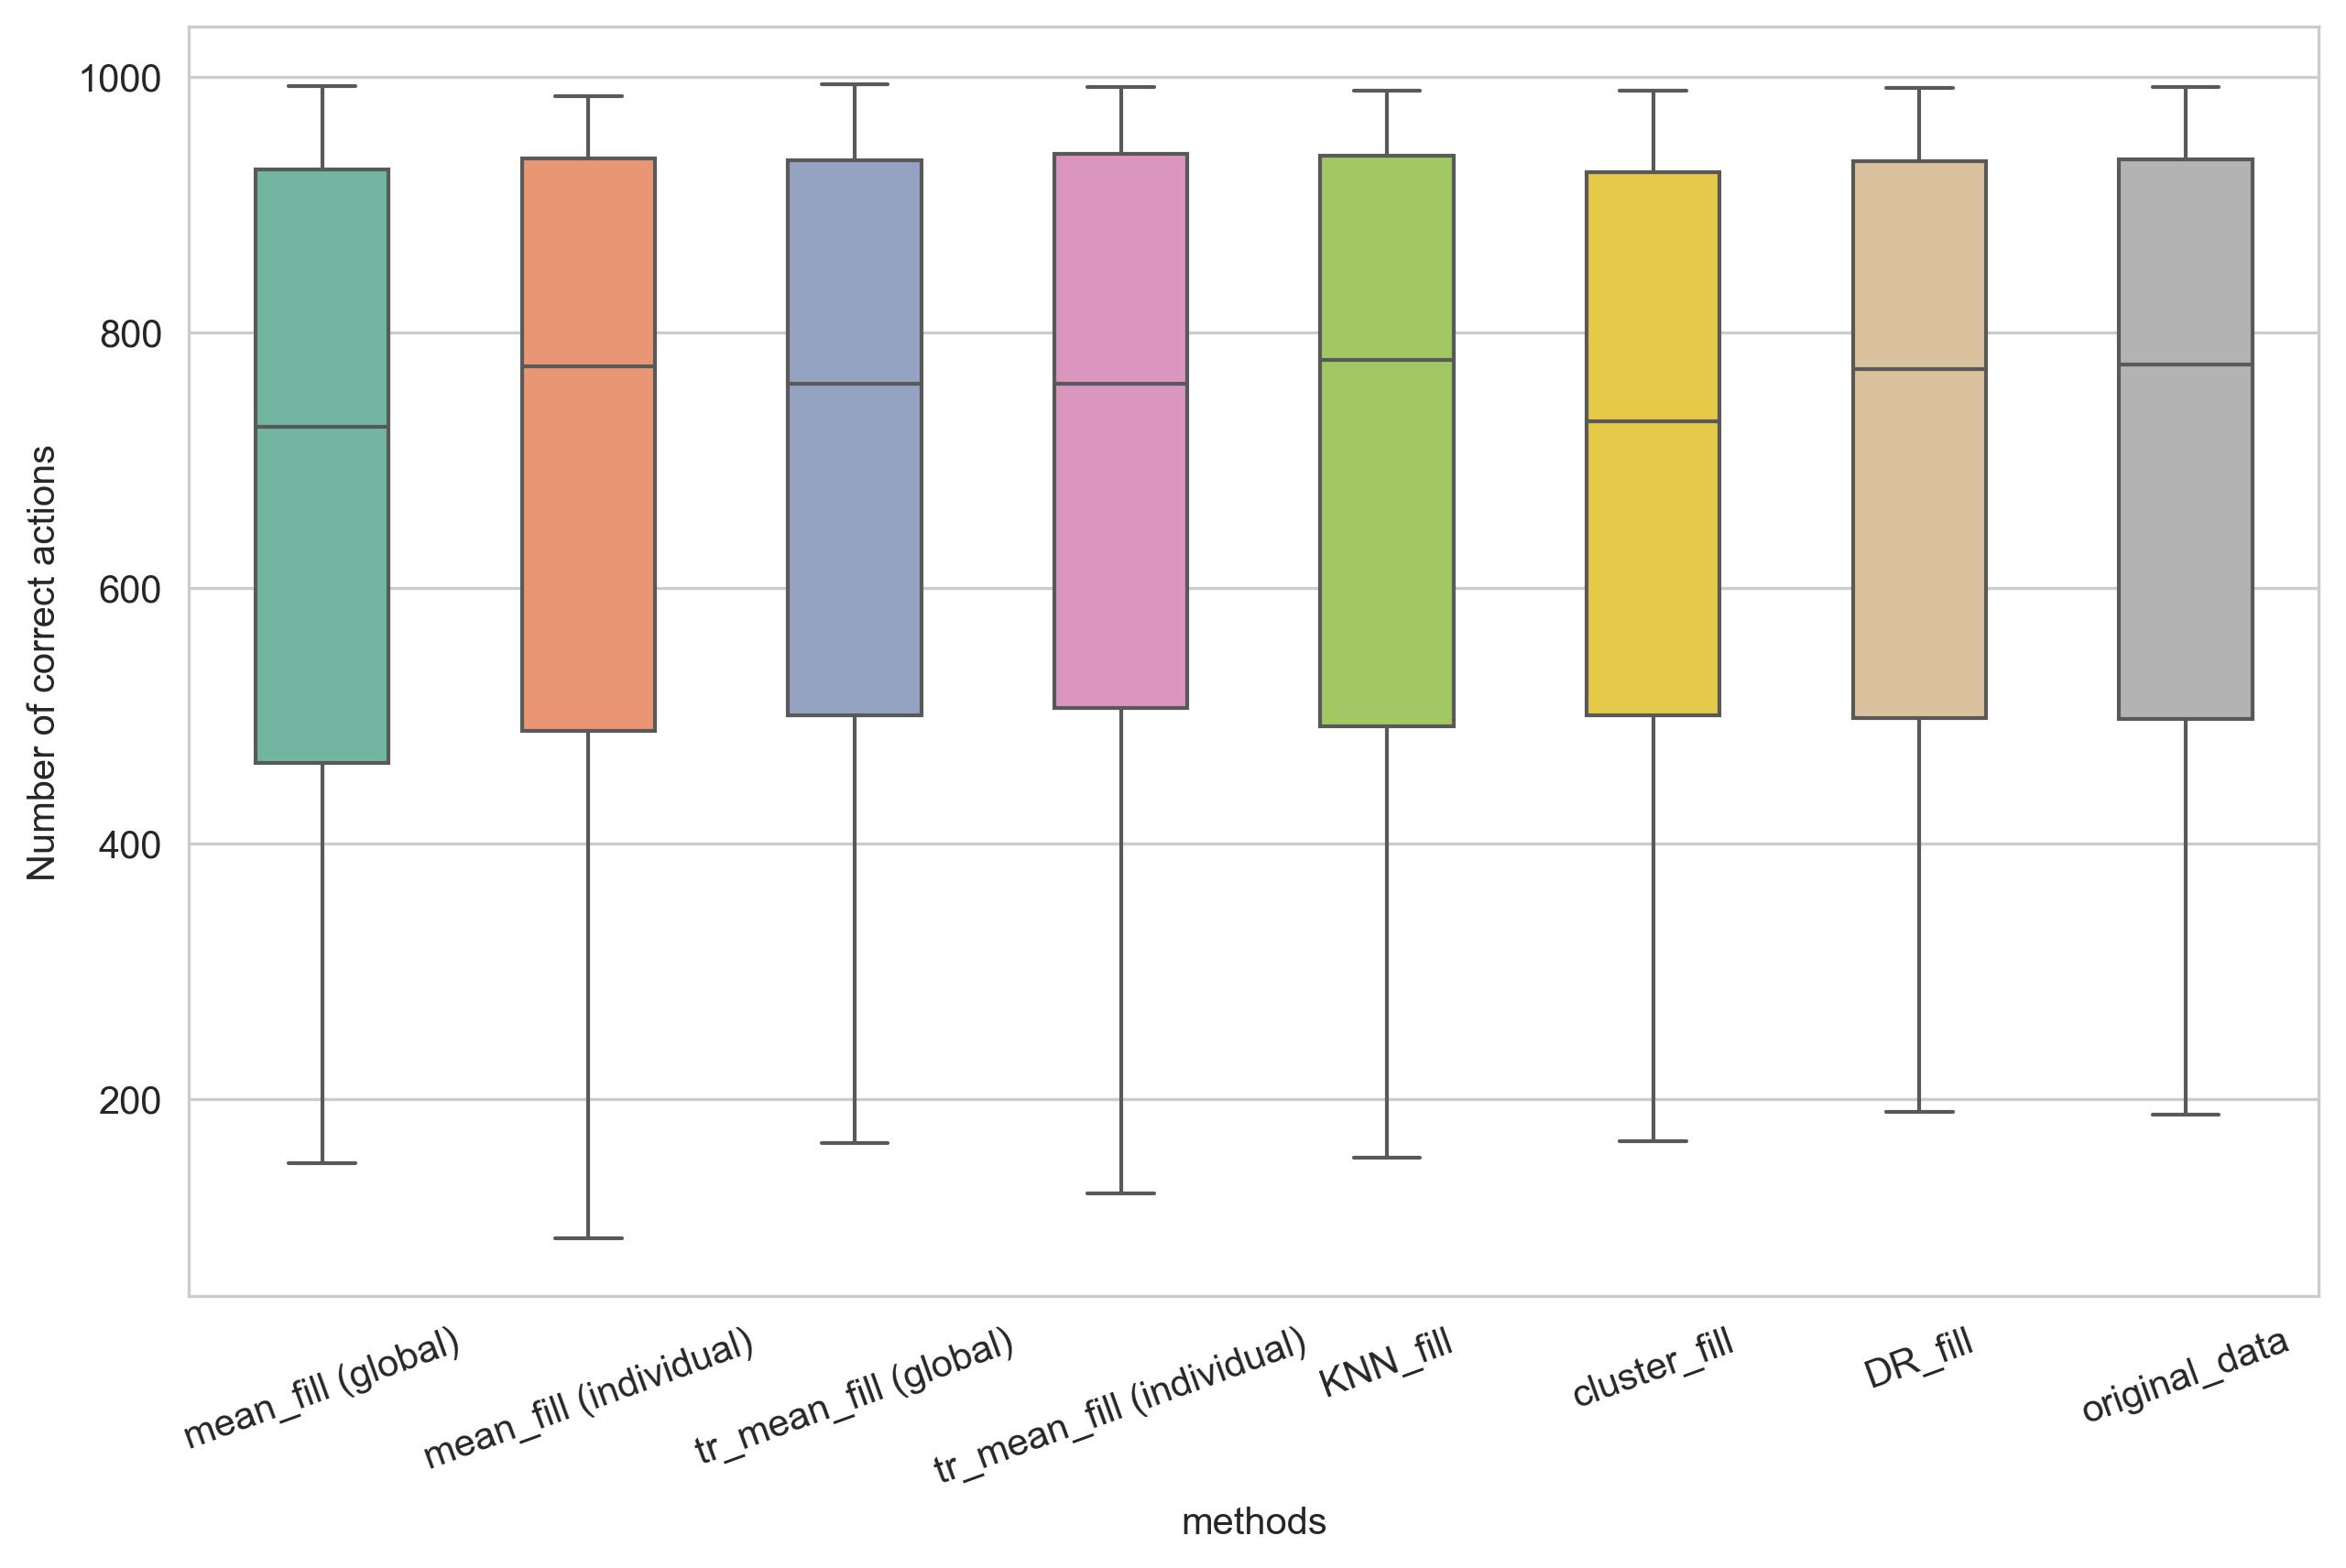 Number of correct actions
1000
800
600
400
200
mean_fill (global)
mean_fill (individual)
tr_mean_fill (global)
tr_mean_fill (individual)
KNN_fill
cluster_fill
DR_fill
original_data
methods